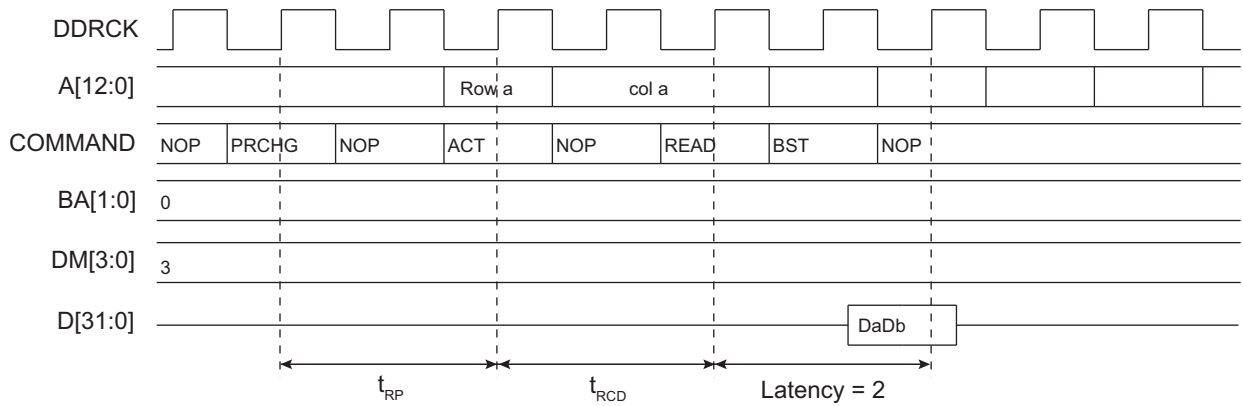 DDRCK
A[12:0] Row a col a
COMMAND NOP PRCHG NOP ACT NOP READ BST NOP
BA[1:0] 0
DM[3:0] 3
D[31:0] DaDb
tRP tRCD Latency = 2